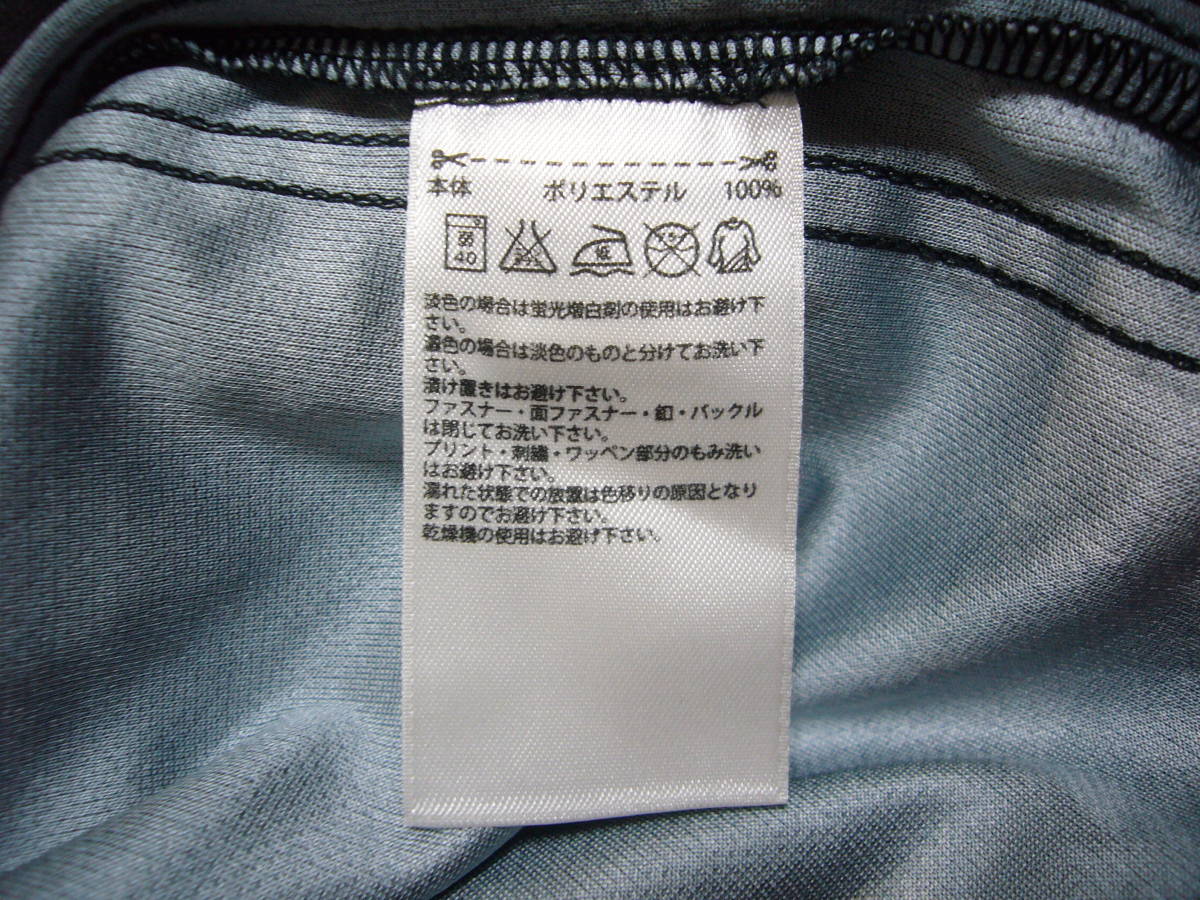 本体 ポリエステル 100%
40
淡色の場合は蛍光増白剤の使用はお避け下
さい。
濃色の場合は淡色のものと分けてお洗い下
さい。
漬け置きはお避け下さい。
ファスナー・面ファスナー・釦・バックル
は閉じてお洗い下さい。
プリント・刺繍・ワッペン部分のもみ洗い
はお避け下さい。
濡れた状態での放置は色移りの原因となり
ますのでお避け下さい。
乾燥機の使用はお避け下さい。